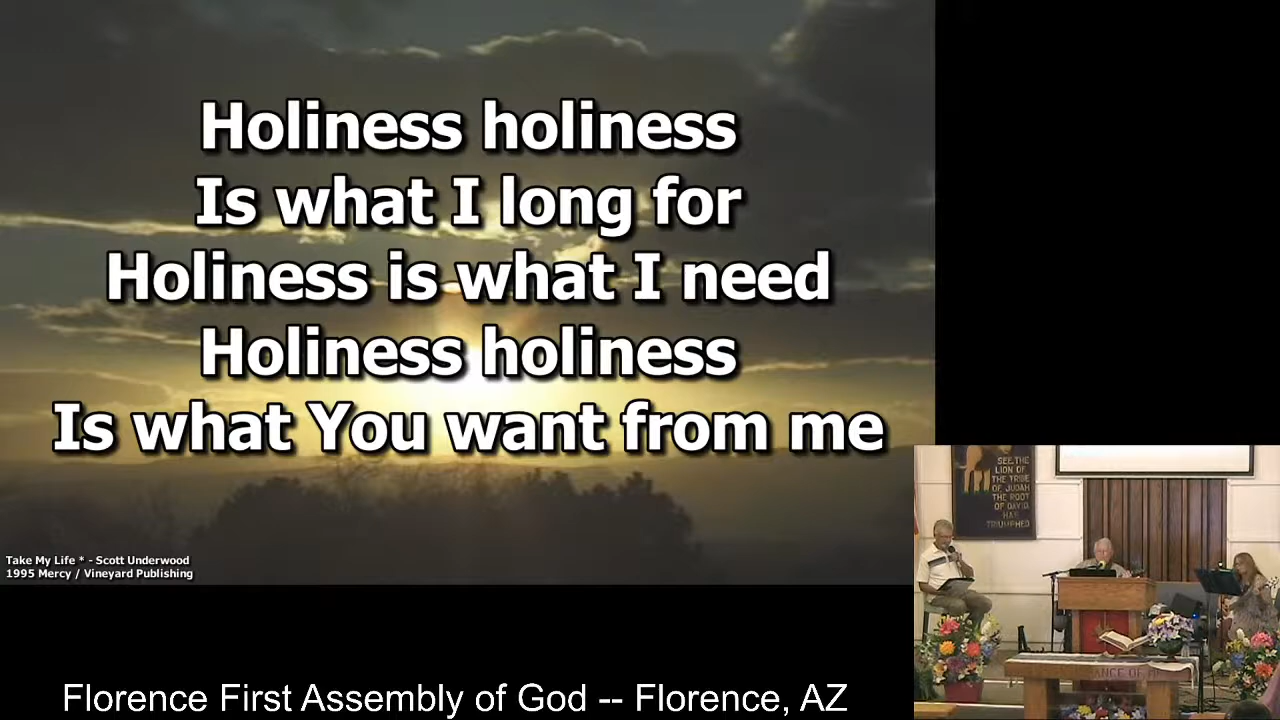 Holiness holiness
Is what I long for
Holiness is what I need
Holiness holiness
Is what You want from me
Take My Life * - Scott Underwood
1995 Mercy / Vineyard Publishing
SEE, THE
LION OF
THE TRIBE
OF JUDAH
THE ROOT
OF DAVID,
HAS
TRIUMPHED
Florence First Assembly of God -- Florence, AZ